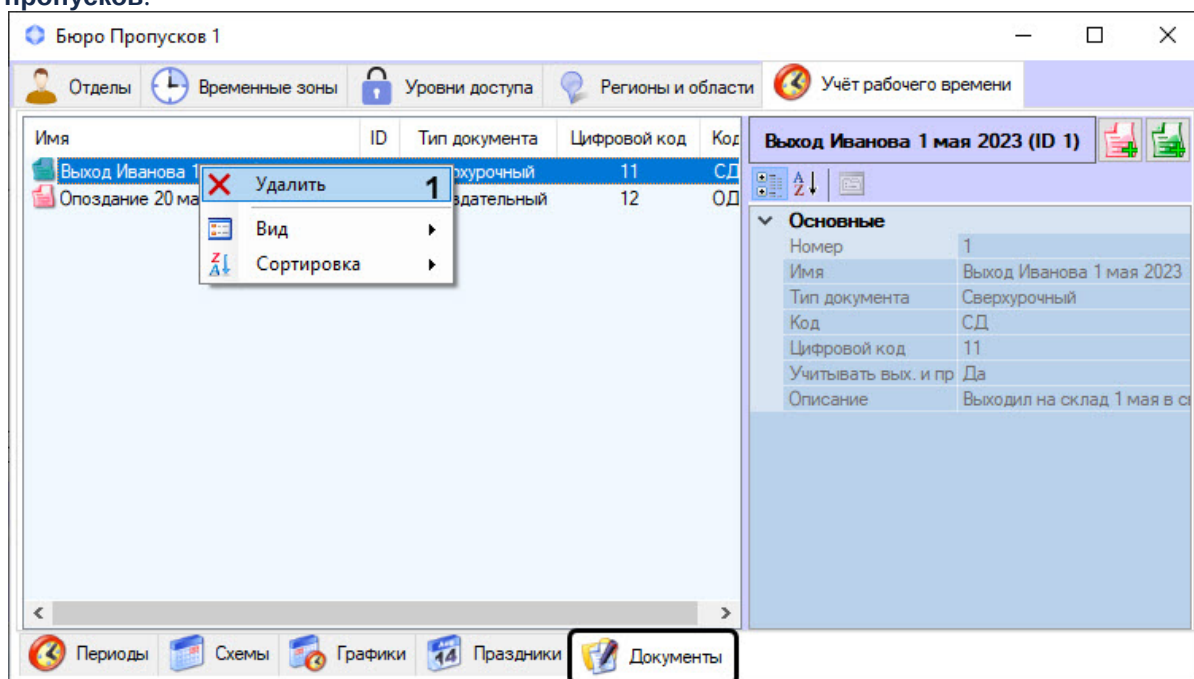 пропусков.
Бюро Пропусков 1
Отделы Временные зоны Уровни доступа Регионы и области Учёт рабочего времени
Имя ID Тип документа Цифровой код Код
Выход Иванова 1 11 СД
Опоздание 20 ма 12 ОД
Удалить 1
Вид
Сортировка
Выход Иванова 1 мая 2023 (ID 1)
Основные
Номер 1
Имя Выход Иванова 1 мая 2023
Тип документа Сверхурочный
Код СД
Цифровой код 11
Учитывать вых. и пр Да
Описание Выходил на склад 1 мая в
Периоды Схемы Графики Праздники Документы